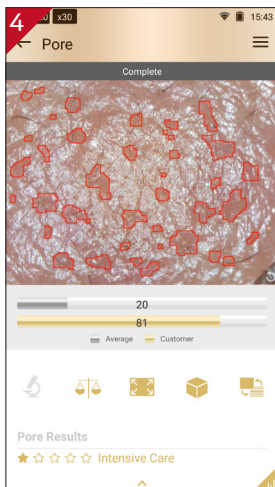 4
x30
15:43
Pore
Complete
20
81
Average
Customer
Pore Results
Intensive Care